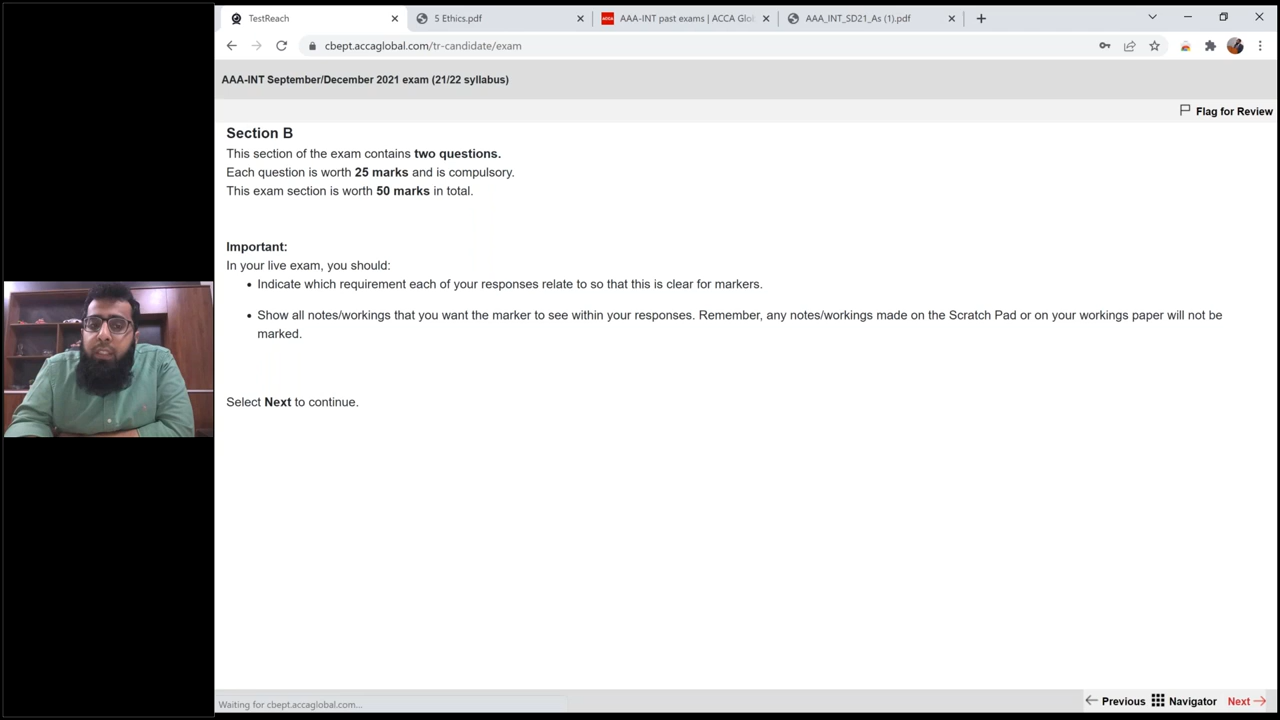 TestReach
5 Ethics.pdf
ACCA
AAA-INT past exams | ACCA Glo
AAA_INT_SD21_As (1).pdf
cbept.accaglobal.com/tr-candidate/exam
AAA-INT September/December 2021 exam (21/22 syllabus)
Flag for Review
Section B
This section of the exam contains two questions.
Each question is worth 25 marks and is compulsory.
This exam section is worth 50 marks in total.
Important:
In your live exam, you should:
• Indicate which requirement each of your responses relate to so that this is clear for markers.
• Show all notes/workings that you want the marker to see within your responses. Remember, any notes/workings made on the Scratch Pad or on your workings paper will not be
marked.
Select Next to continue.
Waiting for cbept.accaglobal.com...
Previous
Navigator
Next